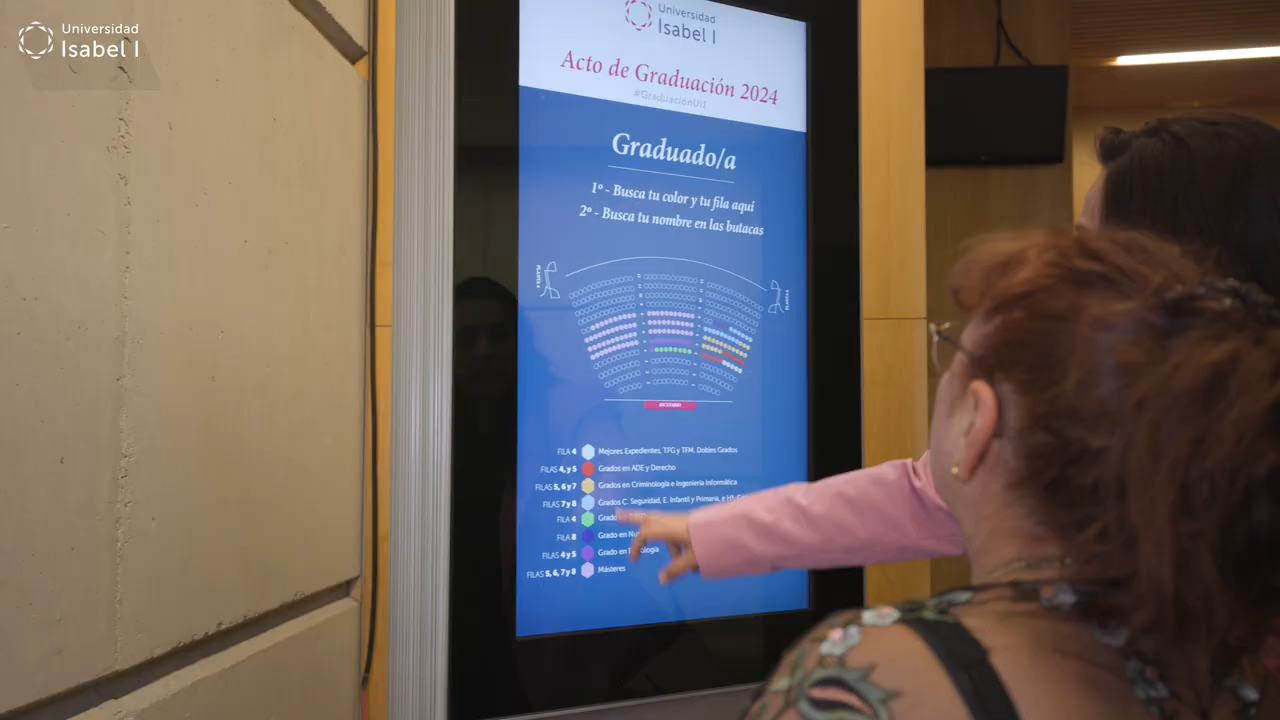 Universidad
Isabel I
Universidad
Isabel I
Acto de Graduación 2024
#GraduaciónUI1
Graduado/a
1º - Busca tu color y tu fila aquí
2º - Busca tu nombre en las butacas
ESCENARIO
FILA 4 Mejores Expedientes, TFG y TFM. Dobles Grados
FILAS 4, y 5 Grados en ADE y Derecho
FILAS 5, 6 y 7 Grados en Criminología e Ingeniería Informática
FILAS 7 y 8 Grados C. Seguridad, E. Infantil y Primaria, e Hª,
FILA 4 Grado
FILA 8 Grado en
FILAS 4 y 5 Grado en
FILAS 5, 6, 7 y 8 Másteres